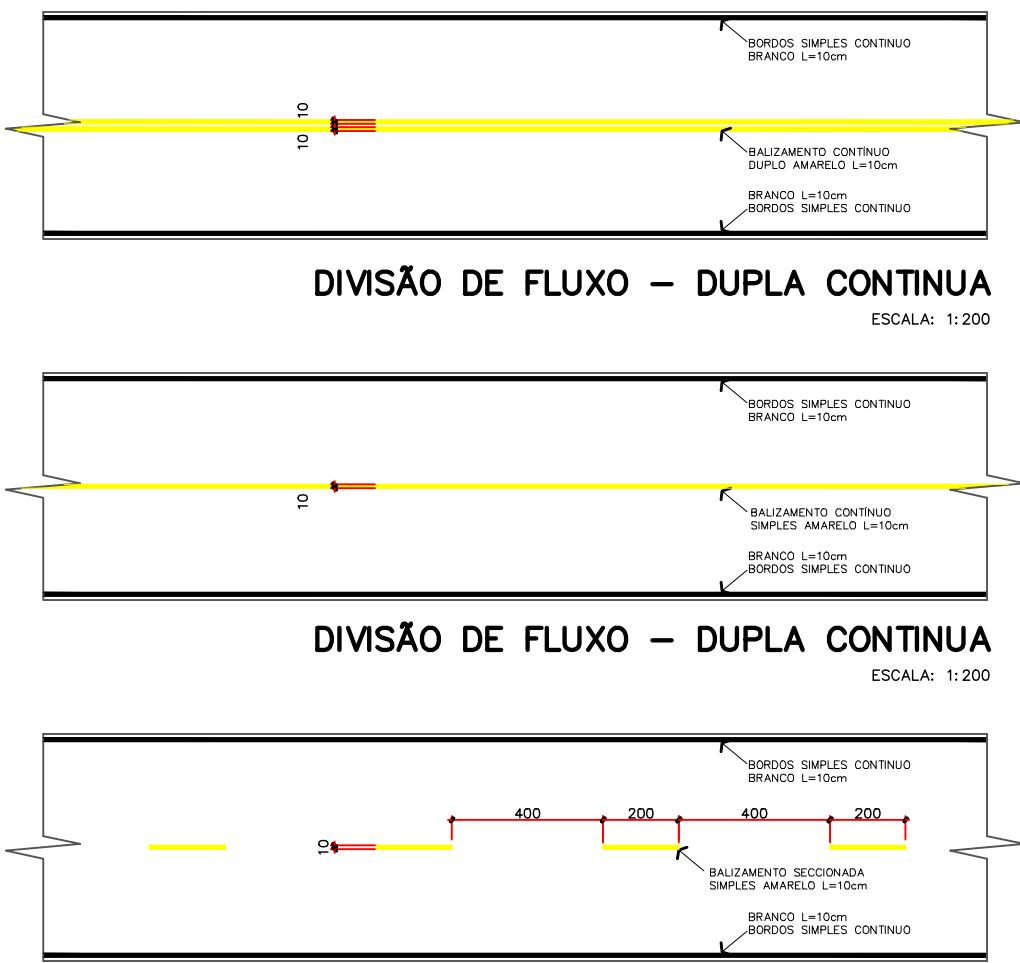 BORDOS SIMPLES CONTINUO
BRANCO L=10cm
10
10
BALIZAMENTO CONTÍNUO
DUPLO AMARELO L=10cm
BRANCO L=10cm
BORDOS SIMPLES CONTINUO
DIVISÃO DE FLUXO – DUPLA CONTINUA
ESCALA: 1:200
BORDOS SIMPLES CONTINUO
BRANCO L=10cm
10
BALIZAMENTO CONTÍNUO
SIMPLES AMARELO L=10cm
BRANCO L=10cm
BORDOS SIMPLES CONTINUO
DIVISÃO DE FLUXO – DUPLA CONTINUA
ESCALA: 1:200
BORDOS SIMPLES CONTINUO
BRANCO L=10cm
400 200 400 200
10
BALIZAMENTO SECCIONADA
SIMPLES AMARELO L=10cm
BRANCO L=10cm
BORDOS SIMPLES CONTINUO